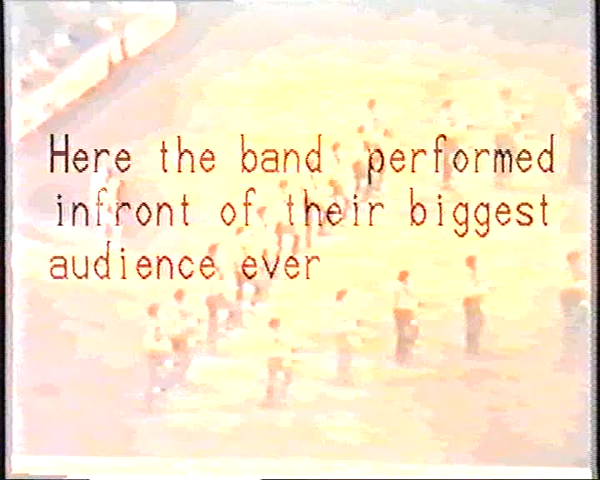 Here the band performed
infront of their biggest
audience ever